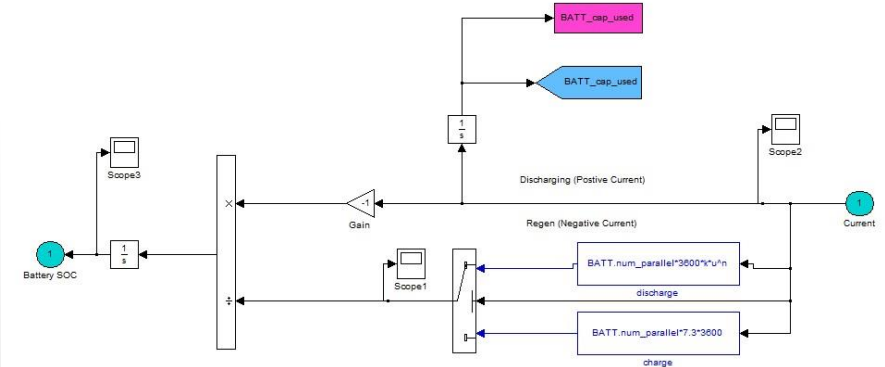 BATT_cap_used
BATT_cap_used
1
s
Scope2
Scope3
Discharging (Postive Current)
×
-1
1
Gain
Current
Regen (Negative Current)
1
1
s
Battery SOC
Scope1
BATT.num_parallel*3600*k*u^n
discharge
÷
BATT.num_parallel*7.3*3600
charge